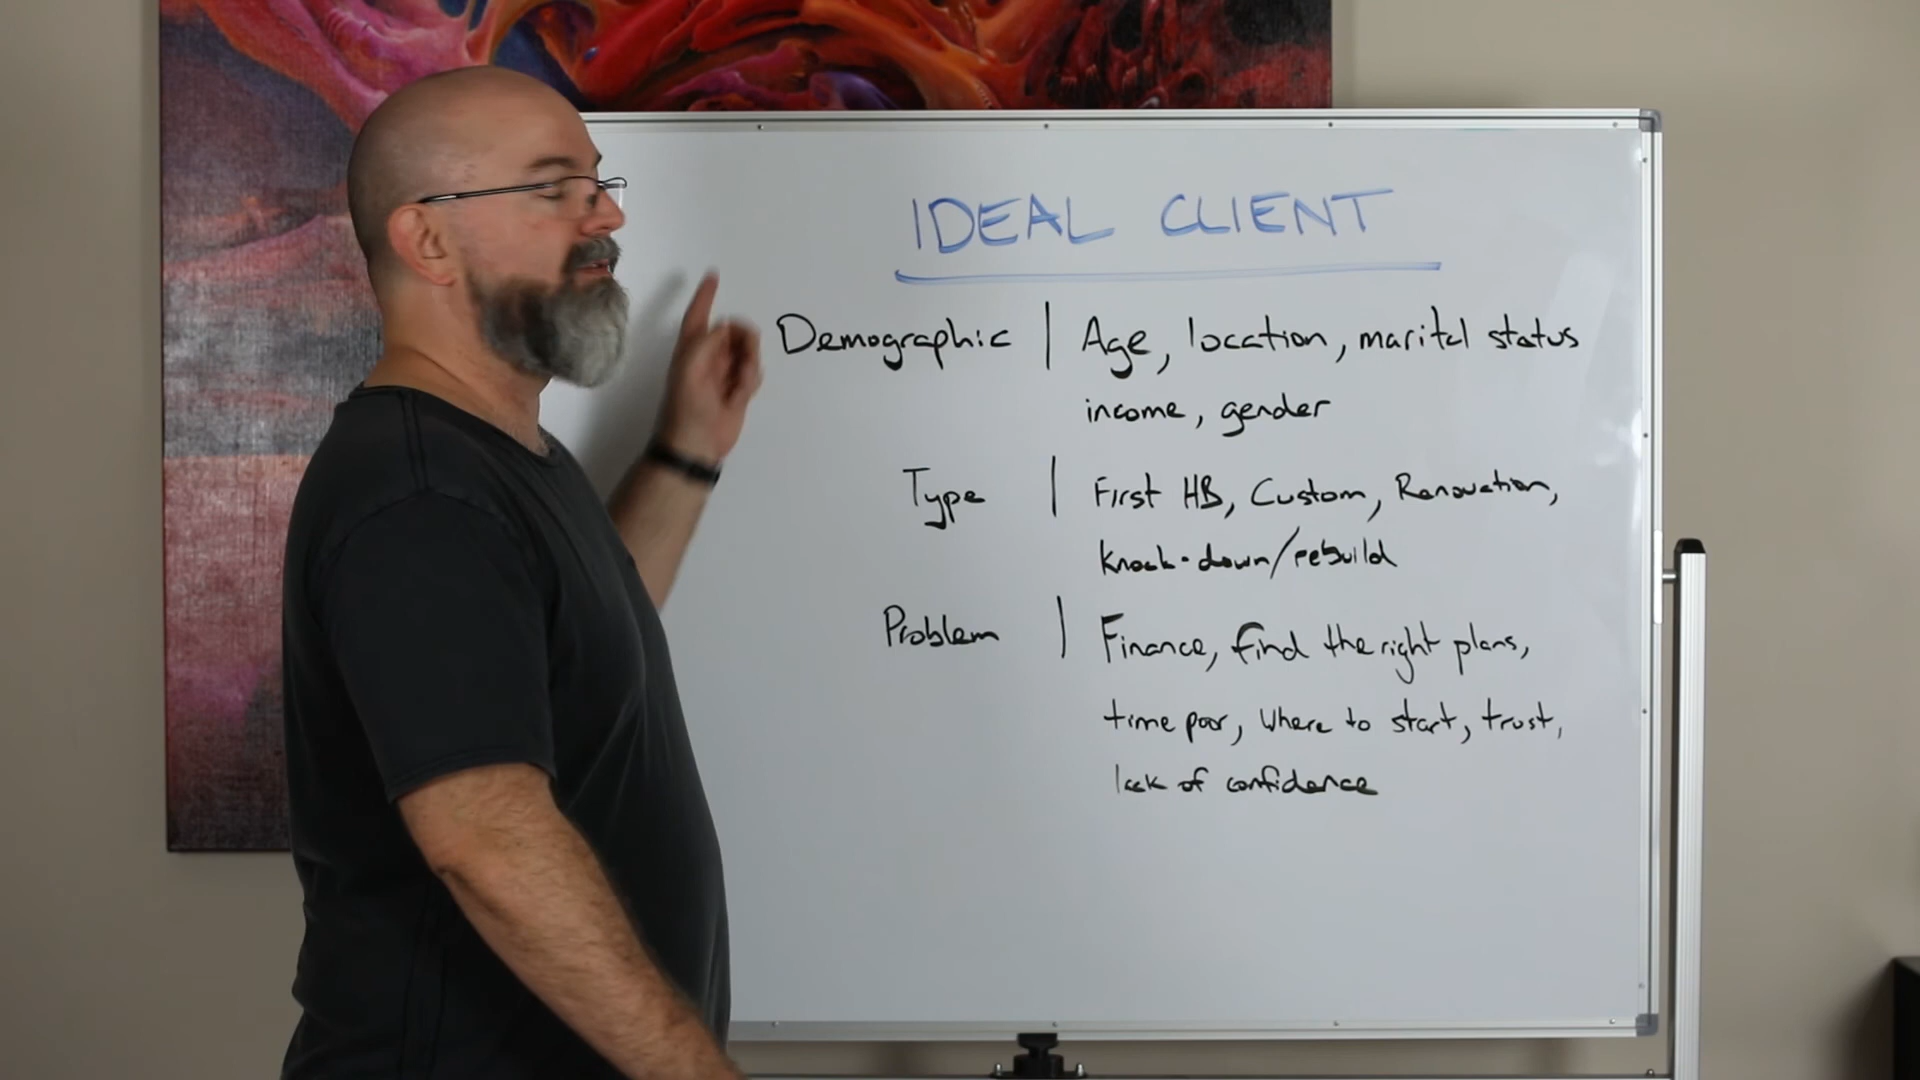 IDEAL CLIENT
Demographic | Age, location, marital status
income, gender
Type | First HB, Custom, Renovation,
knock-down/rebuild
Problem | Finance, find the right plans,
time poor, where to start, trust,
lack of confidence